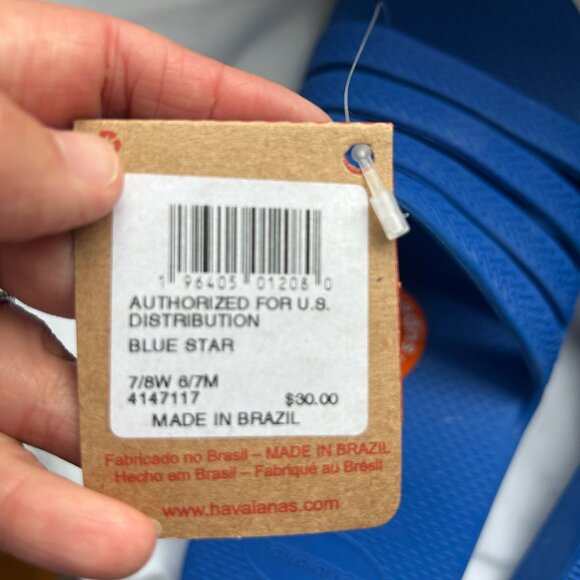 1 96405 01208 0
AUTHORIZED FOR U.S.
DISTRIBUTION
BLUE STAR
7/8W 6/7M
4147117 $30.00
MADE IN BRAZIL
Fabricado no Brasil – MADE IN BRAZIL
Hecho em Brasil – Fabriqué au Brésil
www.havaianas.com